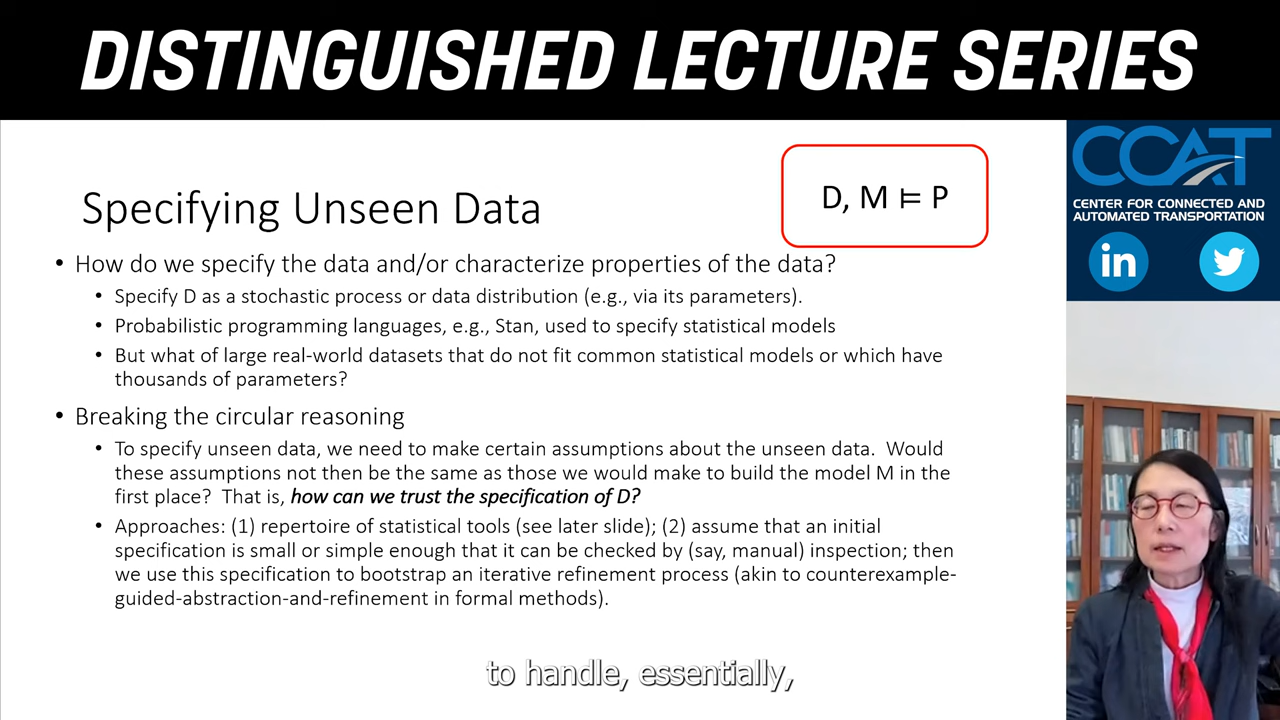 DISTINGUISHED LECTURE SERIES
CCAT
CENTER FOR CONNECTED AND
AUTOMATED TRANSPORTATION
in
Specifying Unseen Data
D, M ⊨ P
• How do we specify the data and/or characterize properties of the data?
• Specify D as a stochastic process or data distribution (e.g., via its parameters).
• Probabilistic programming languages, e.g., Stan, used to specify statistical models
• But what of large real-world datasets that do not fit common statistical models or which have
thousands of parameters?
• Breaking the circular reasoning
• To specify unseen data, we need to make certain assumptions about the unseen data. Would
these assumptions not then be the same as those we would make to build the model M in the
first place? That is, how can we trust the specification of D?
• Approaches: (1) repertoire of statistical tools (see later slide); (2) assume that an initial
specification is small or simple enough that it can be checked by (say, manual) inspection; then
we use this specification to bootstrap an iterative refinement process (akin to counterexample-
guided-abstraction-and-refinement in formal methods).
to handle, essentially,